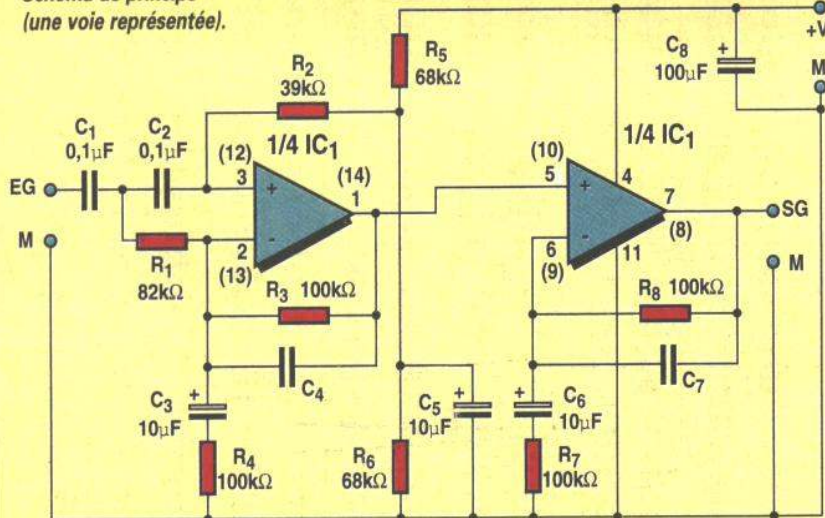 Schéma de principe
(une voie représentée).
R5
68kΩ
+V
C8
100µF
+
M
R2
39kΩ
C1
0,1µF
C2
0,1µF
1/4 IC1
1/4 IC1
(12)
3
+
(14)
1
(10)
5
+
4
7
(8)
EG
SG
M
R1
82kΩ
2
(13)
-
6
(9)
-
11
M
R3 100kΩ
R8 100kΩ
C4
C7
C3
10µF
+
C5
10µF
+
C6
10µF
+
R4
100kΩ
R6
68kΩ
R7
100kΩ